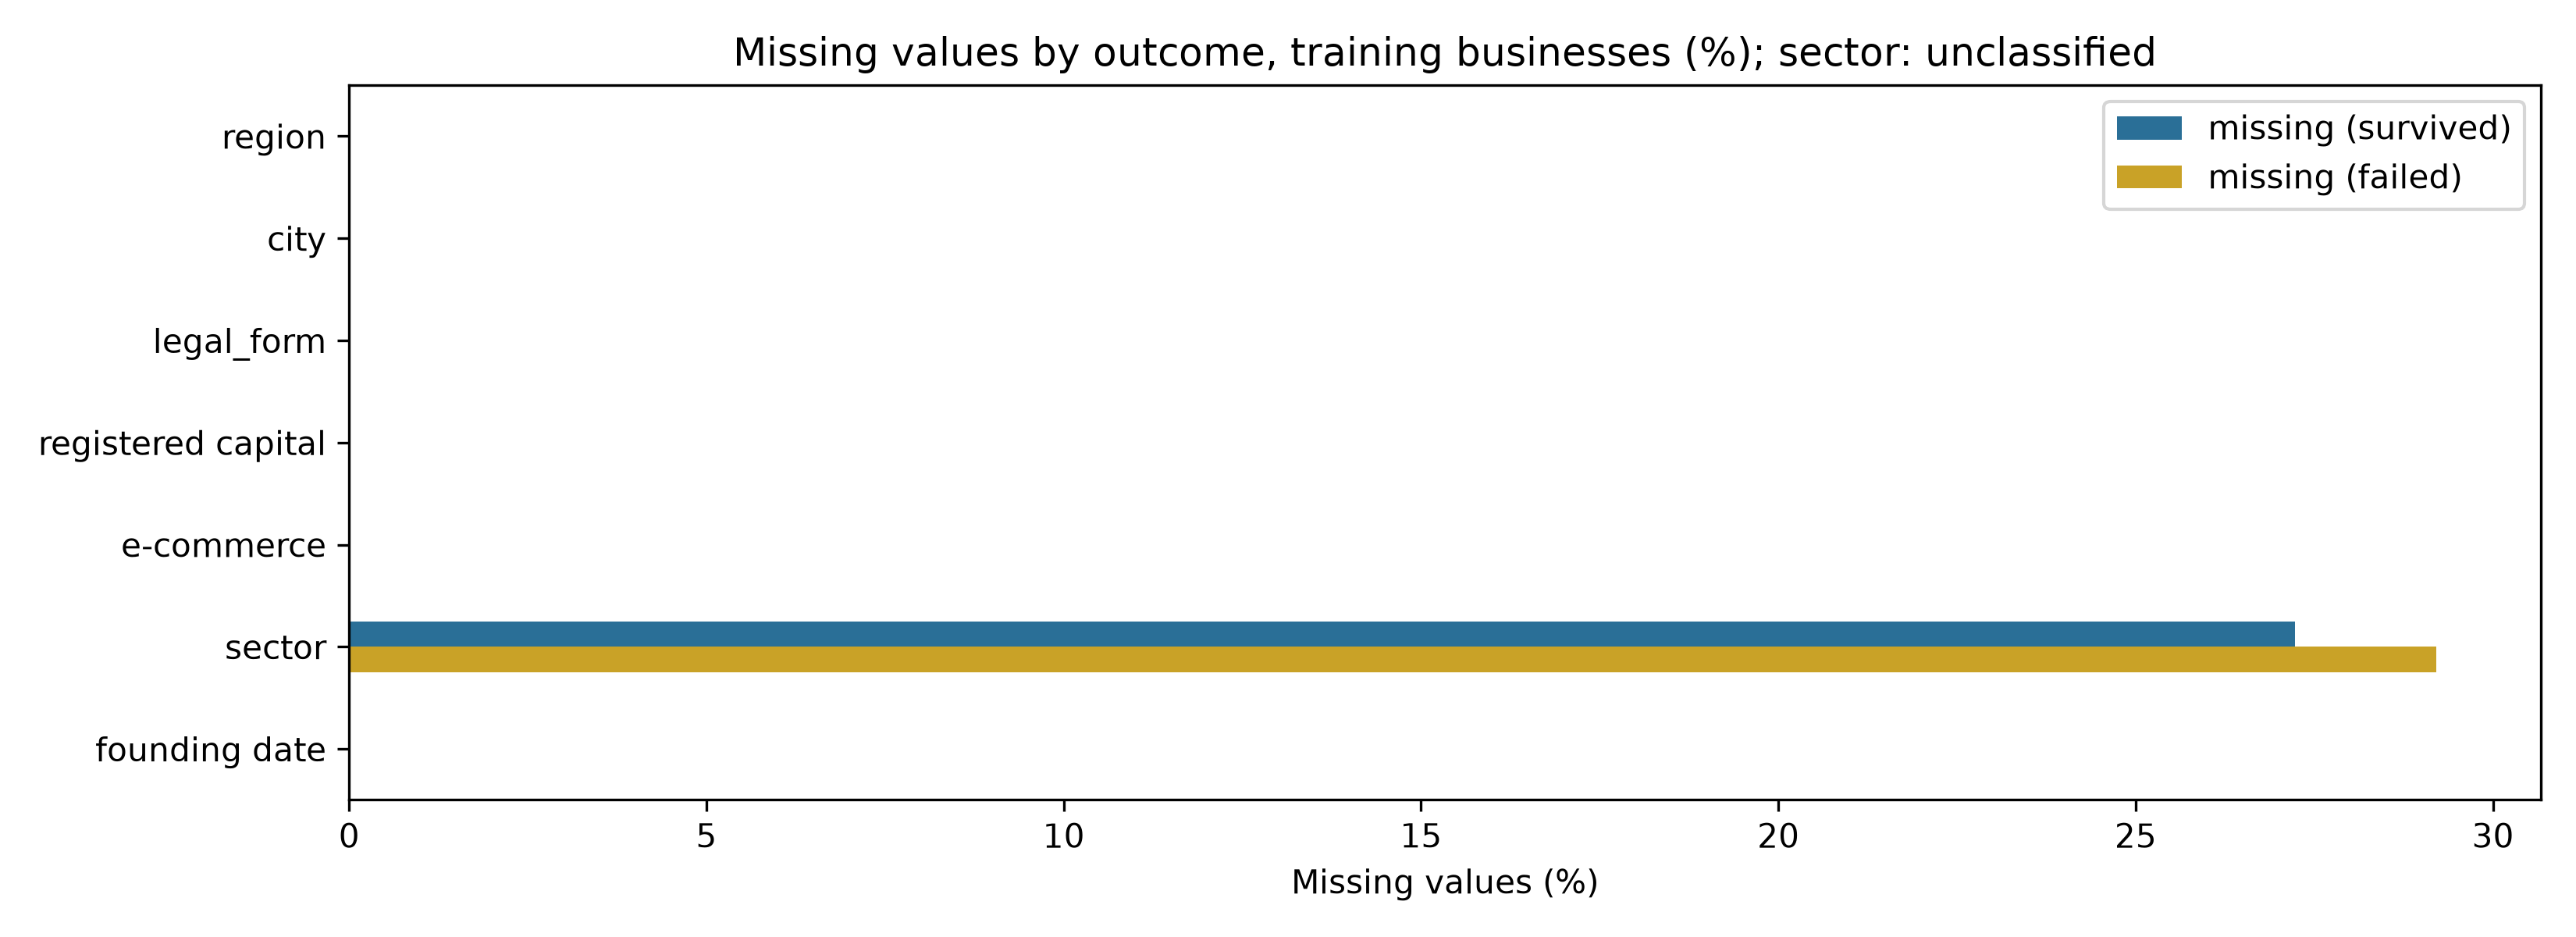 Missing values by outcome, training businesses (%); sector: unclassified
missing (survived)
missing (failed)
region
city
legal_form
registered capital
e-commerce
sector
founding date
0 5 10 15 20 25 30
Missing values (%)